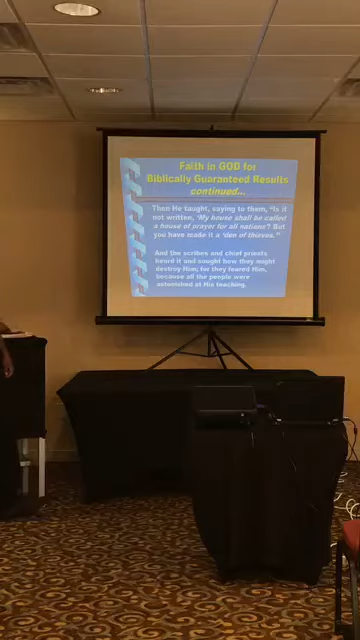 Faith in GOD for
Biblically Guaranteed Results
continued...
Then He taught, saying to them, "Is it
not written, 'My house shall be called
a house of prayer for all nations'? But
you have made it a 'den of thieves.'"
And the scribes and chief priests
heard it and sought how they might
destroy Him; for they feared Him,
because all the people were
astonished at His teaching.